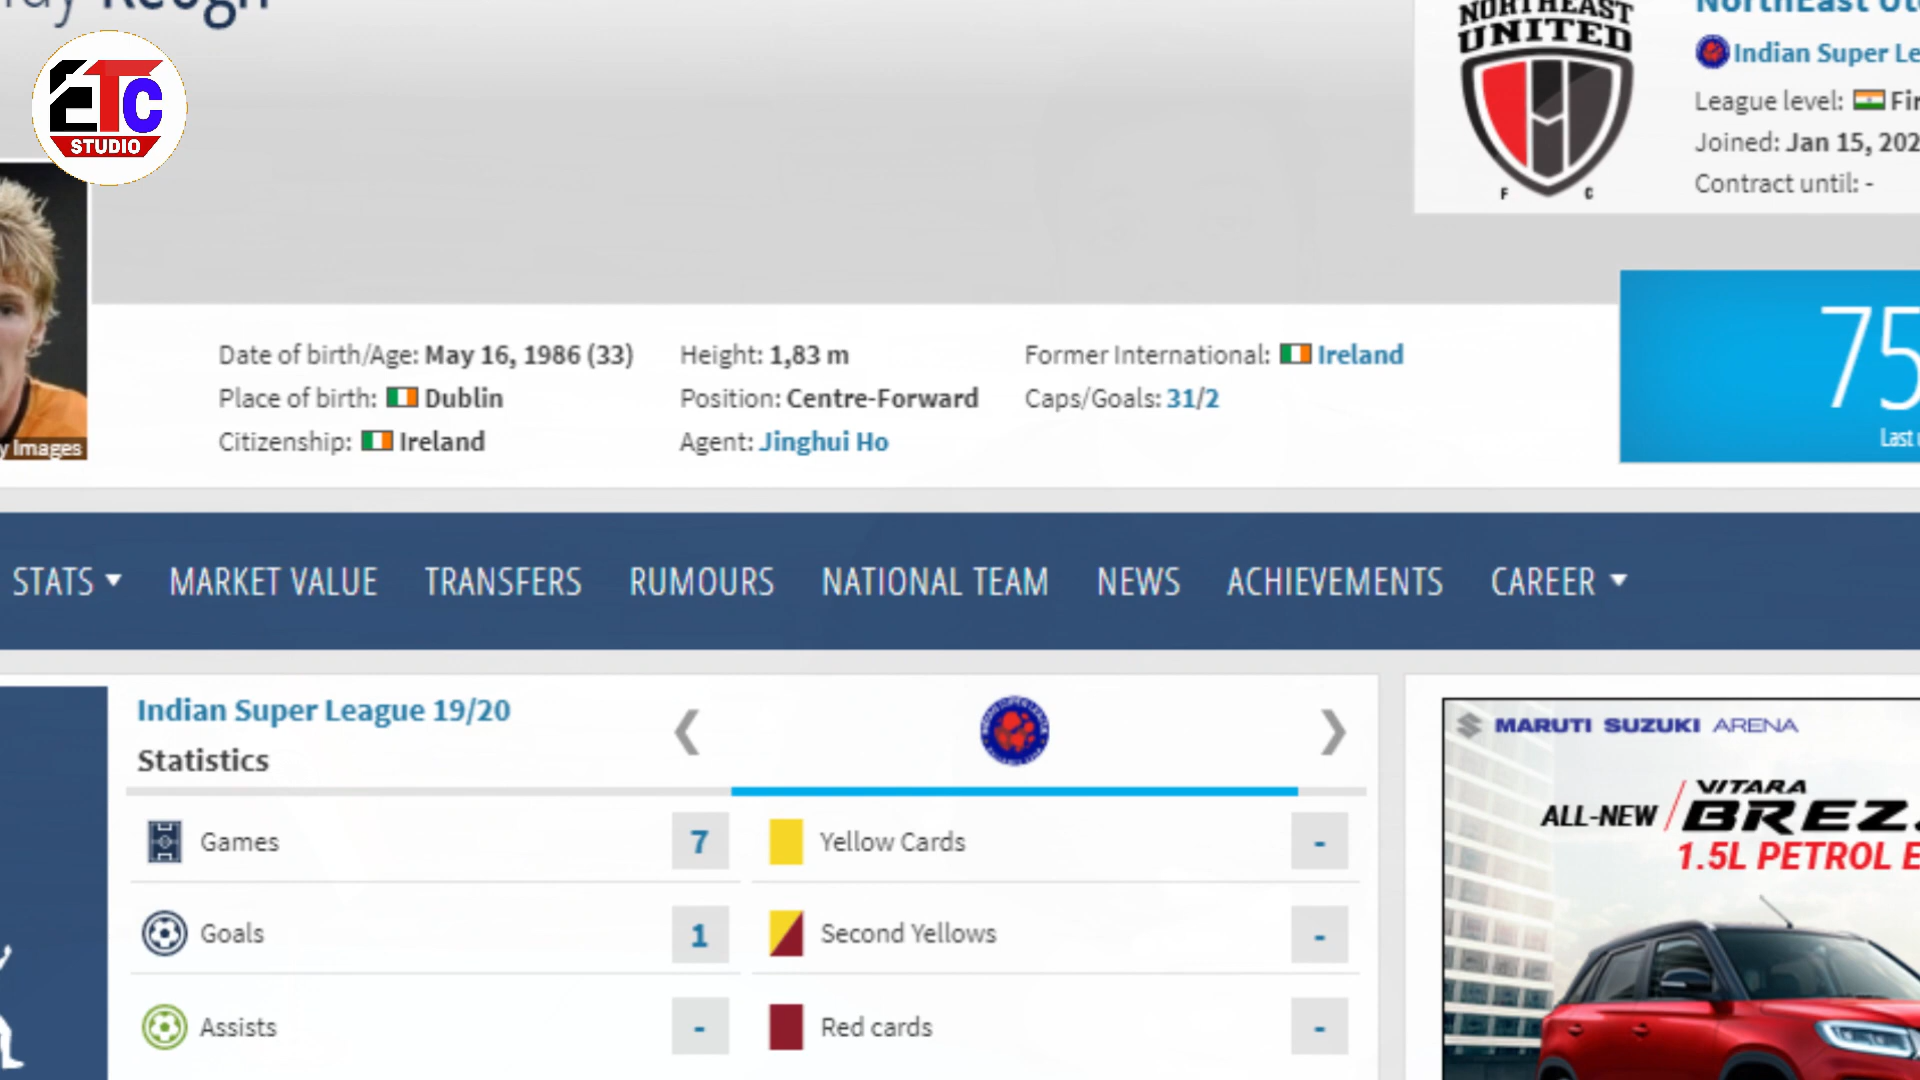 Keogh
NORTHEAST
UNITED
F C
NorthEast
Indian Super
League level:
Joined: Jan 15,
Contract until: -
ETC
STUDIO
Images
Date of birth/Age: May 16, 1986 (33)
Place of birth: Dublin
Citizenship: Ireland
Height: 1,83 m
Position: Centre-Forward
Agent: Jinghui Ho
Former International: Ireland
Caps/Goals: 31/2
75
Last
STATS MARKET VALUE TRANSFERS RUMOURS NATIONAL TEAM NEWS ACHIEVEMENTS CAREER
Indian Super League 19/20
Statistics
Games 7 Yellow Cards -
Goals 1 Second Yellows -
Assists - Red cards -
MARUTI SUZUKI ARENA
ALL-NEW VITARA
BREZ
1.5L PETROL